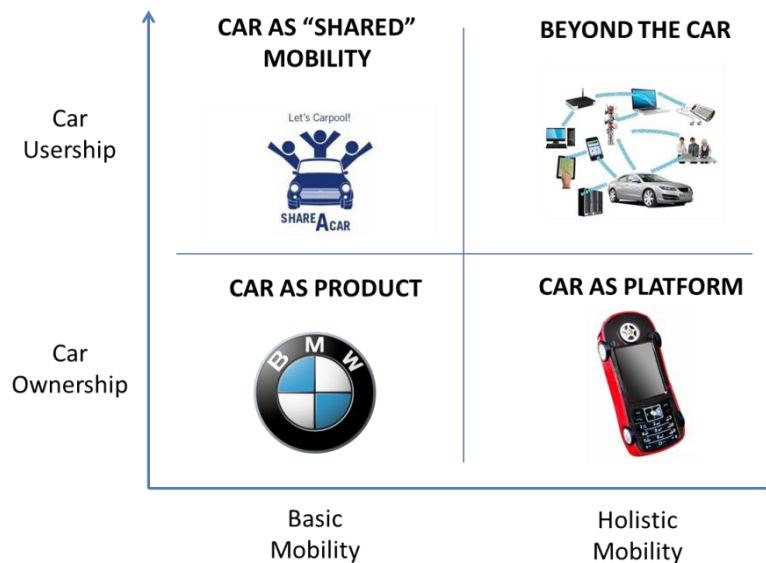 CAR AS “SHARED”
MOBILITY
BEYOND THE CAR
Let's Carpool!
Car
Usership
SHARE A CAR
CAR AS PRODUCT
CAR AS PLATFORM
BMW
Car
Ownership
Basic
Mobility
Holistic
Mobility